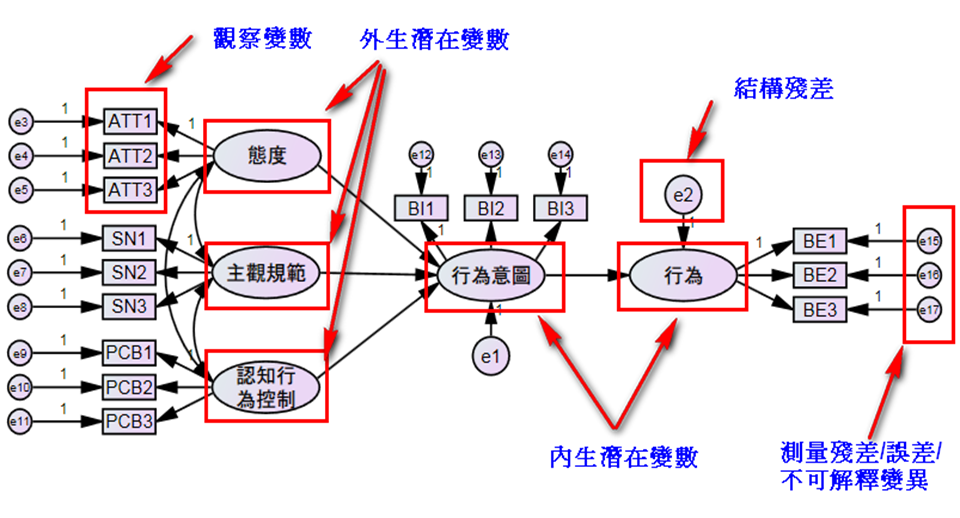 觀察變數
外生潛在變數
結構殘差
e3
1
ATT1
1
態度
e4
1
ATT2
e5
1
ATT3
e12
1
e13
1
e14
1
BI1
BI2
BI3
1
e2
1
e6
1
SN1
1
主觀規範
e7
1
SN2
e8
1
SN3
行為意圖
1
e1
行為
1
BE1
1
e15
BE2
1
e16
BE3
1
e17
e9
1
PCB1
1
認知行
為控制
e10
1
PCB2
e11
1
PCB3
內生潛在變數
測量殘差/誤差/
不可解釋變異